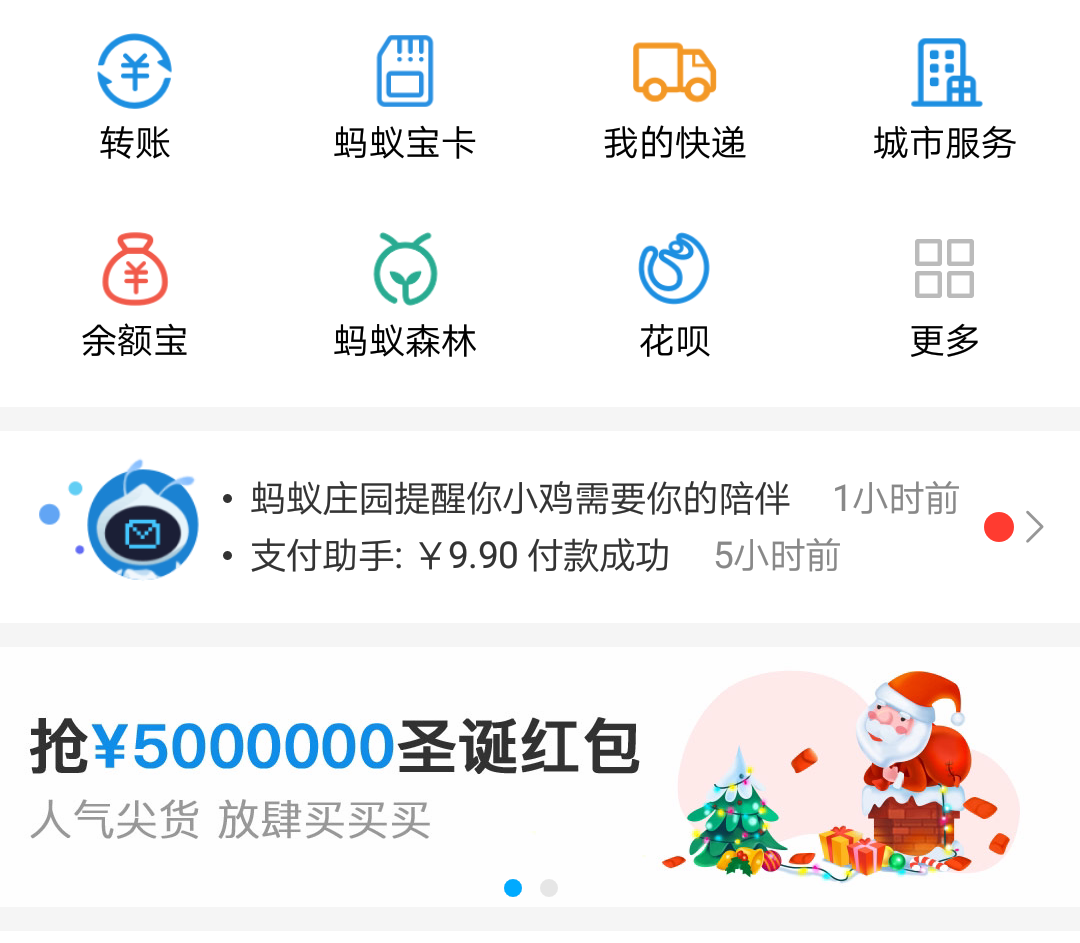 转账 蚂蚁宝卡 我的快递 城市服务
余额宝 蚂蚁森林 花呗 更多
• 蚂蚁庄园提醒你小鸡需要你的陪伴 1小时前
• 支付助手: ￥9.90 付款成功 5小时前
抢¥5000000圣诞红包
人气尖货 放肆买买买